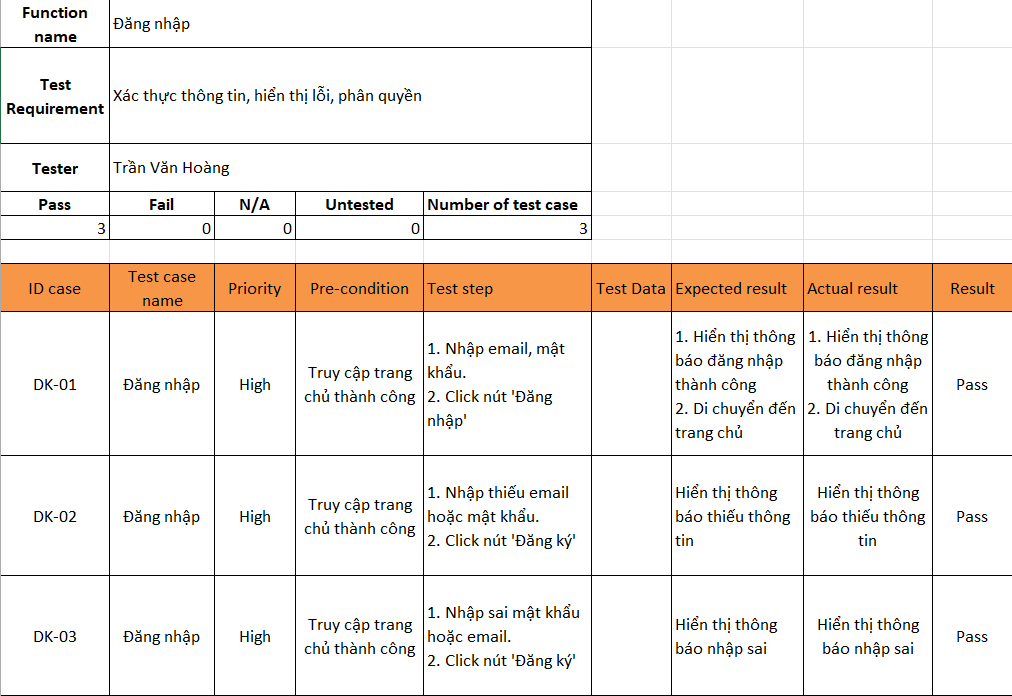 Function name
Đăng nhập
Test Requirement
Xác thực thông tin, hiển thị lỗi, phân quyền
Tester
Trần Văn Hoàng
Pass
Fail
N/A
Untested
Number of test case
3
0
0
0
3
ID case
Test case name
Priority
Pre-condition
Test step
Test Data
Expected result
Actual result
Result
DK-01
Đăng nhập
High
Truy cập trang
chủ thành công
1. Nhập email, mật
khẩu.
2. Click nút 'Đăng
nhập'
1. Hiển thị thông
báo đăng nhập
thành công
2. Di chuyển đến
trang chủ
1. Hiển thị thông
báo đăng nhập
thành công
2. Di chuyển đến
trang chủ
Pass
DK-02
Đăng nhập
High
Truy cập trang
chủ thành công
1. Nhập thiếu email
hoặc mật khẩu.
2. Click nút 'Đăng ký'
Hiển thị thông
báo thiếu thông
tin
Hiển thị thông
báo thiếu thông
tin
Pass
DK-03
Đăng nhập
High
Truy cập trang
chủ thành công
1. Nhập sai mật khẩu
hoặc email.
2. Click nút 'Đăng ký'
Hiển thị thông
báo nhập sai
Hiển thị thông
báo nhập sai
Pass